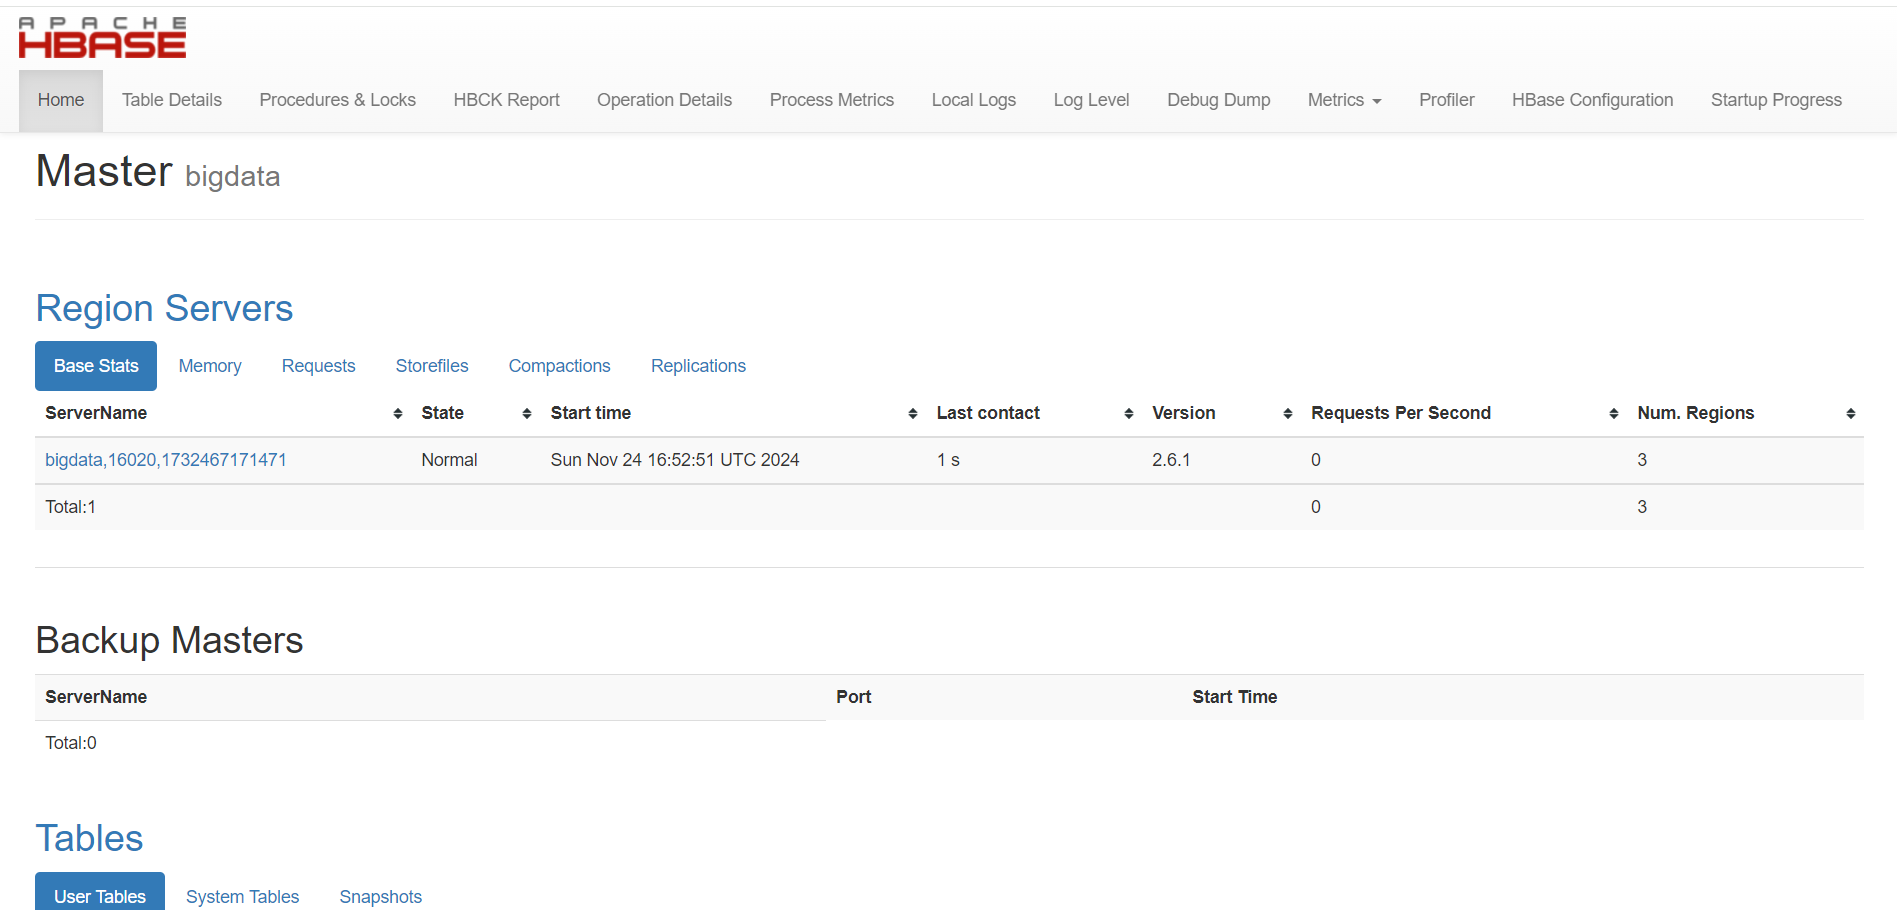 APACHE
HBASE
Home Table Details Procedures & Locks HBCK Report Operation Details Process Metrics Local Logs Log Level Debug Dump Metrics Profiler HBase Configuration Startup Progress
Master bigdata
Region Servers
Base Stats Memory Requests Storefiles Compactions Replications
ServerName State Start time Last contact Version Requests Per Second Num. Regions
bigdata,16020,1732467171471 Normal Sun Nov 24 16:52:51 UTC 2024 1 s 2.6.1 0 3
Total:1 0 3
Backup Masters
ServerName Port Start Time
Total:0
Tables
User Tables System Tables Snapshots